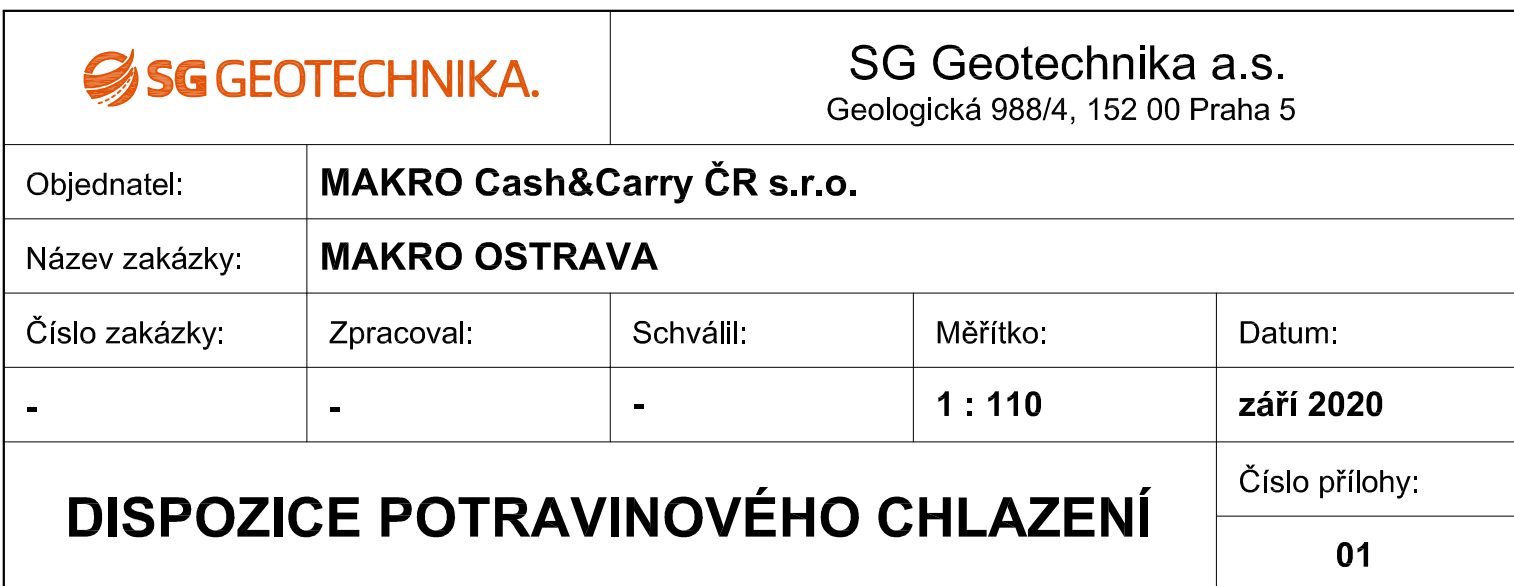 SG GEOTECHNIKA.
SG Geotechnika a.s.
Geologická 988/4, 152 00 Praha 5
Objednatel: MAKRO Cash&Carry ČR s.r.o.
Název zakázky: MAKRO OSTRAVA
Číslo zakázky: Zpracoval: Schválil: Měřítko: Datum:
- - - 1 : 110 září 2020
DISPOZICE POTRAVINOVÉHO CHLAZENÍ
Číslo přílohy:
01